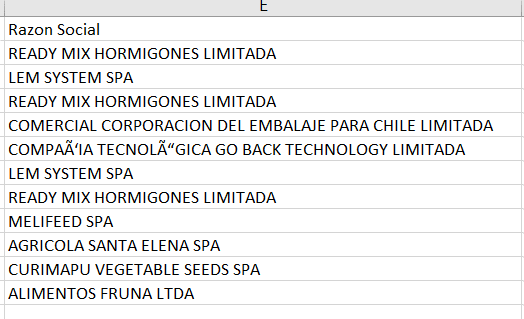 E
Razon Social
READY MIX HORMIGONES LIMITADA
LEM SYSTEM SPA
READY MIX HORMIGONES LIMITADA
COMERCIAL CORPORACION DEL EMBALAJE PARA CHILE LIMITADA
COMPAÃ‘IA TECNOLÃ“GICA GO BACK TECHNOLOGY LIMITADA
LEM SYSTEM SPA
READY MIX HORMIGONES LIMITADA
MELIFEED SPA
AGRICOLA SANTA ELENA SPA
CURIMAPU VEGETABLE SEEDS SPA
ALIMENTOS FRUNA LTDA